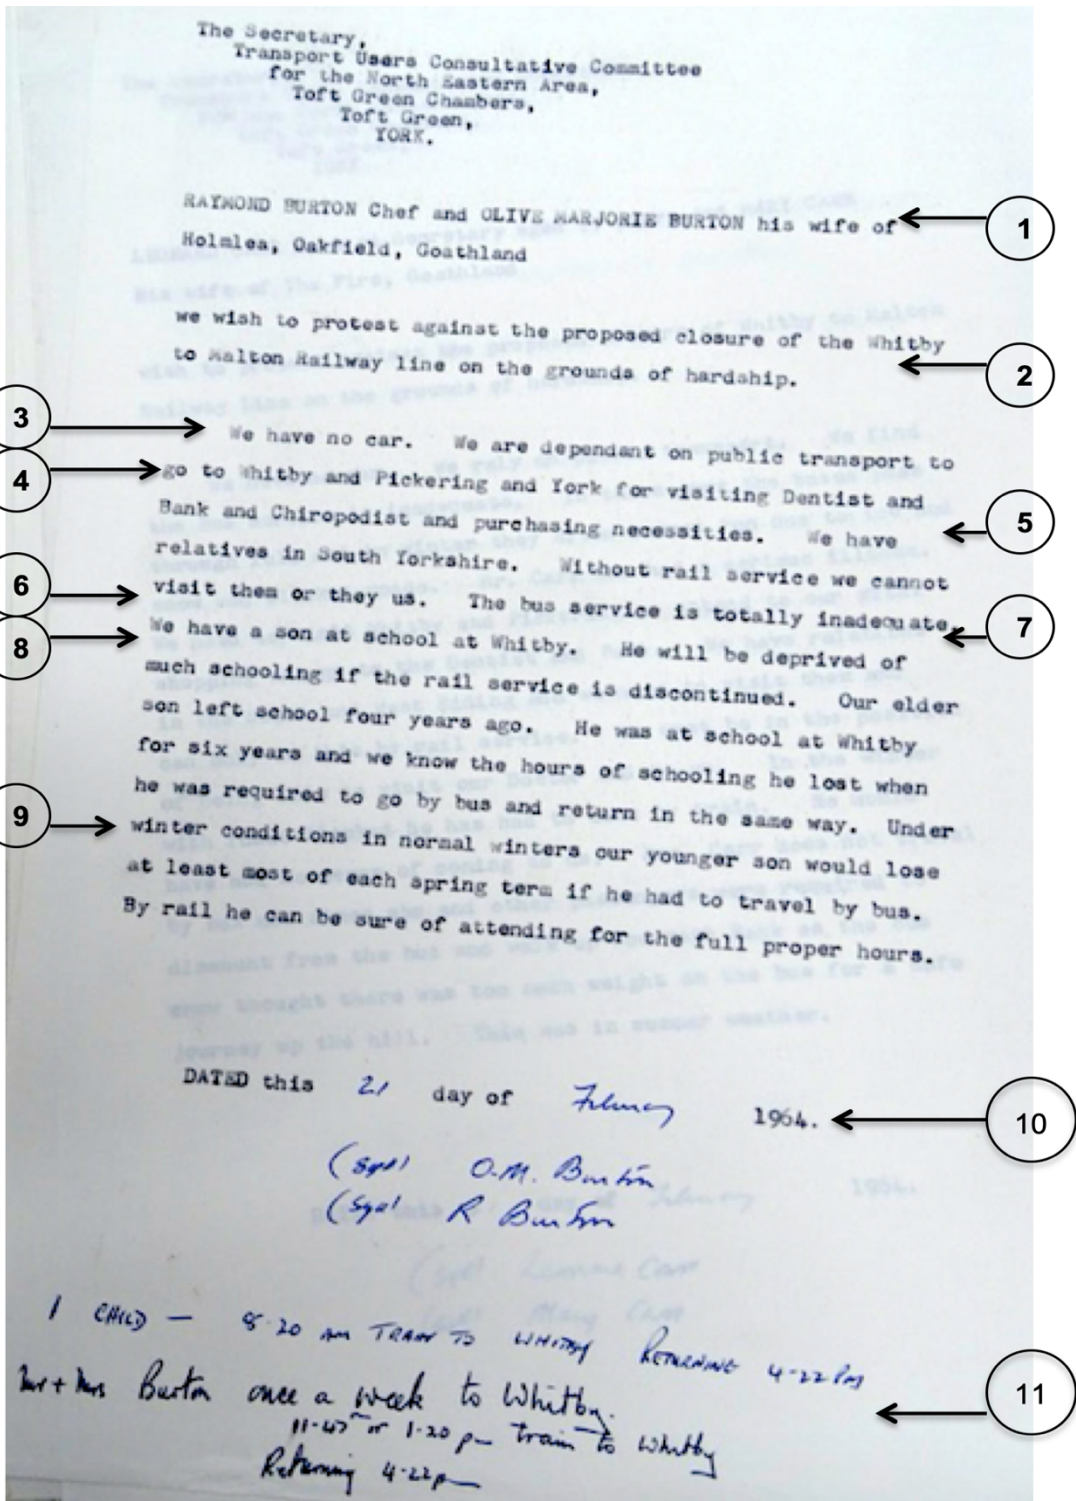 The Secretary,
Transport Users Consultative Committee
for the North Eastern Area,
Toft Green Chambers,
Toft Green,
YORK.
RAYMOND BURTON Chef and OLIVE MARJORIE BURTON his wife of
1
Holmlea, Oakfield, Goathland
we wish to protest against the proposed closure of the Whitby
to Malton Railway line on the grounds of hardship.
2
3
We have no car. We are dependant on public transport to
4
go to Whitby and Pickering and York for visiting Dentist and
Bank and Chiropodist and purchasing necessities. We have
5
relatives in South Yorkshire. Without rail service we cannot
6
visit them or they us. The bus service is totally inadequate.
7
8
We have a son at school at Whitby. He will be deprived of
much schooling if the rail service is discontinued. Our elder
son left school four years ago. He was at school at Whitby
for six years and we know the hours of schooling he lost when
he was required to go by bus and return in the same way. Under
9
winter conditions in normal winters our younger son would lose
at least most of each spring term if he had to travel by bus.
By rail he can be sure of attending for the full proper hours.
DATED this 21 day of February 1964.
10
(Sgd) O.M. Burton
(Sgd) R Burton
1 CHILD — 8.20 AM TRAIN TO WHITBY RETURNING 4-22 PM
Mr + Mrs Burton once a week to Whitby.
11
or 1-20 pm train to Whitby
Returning 4-22pm